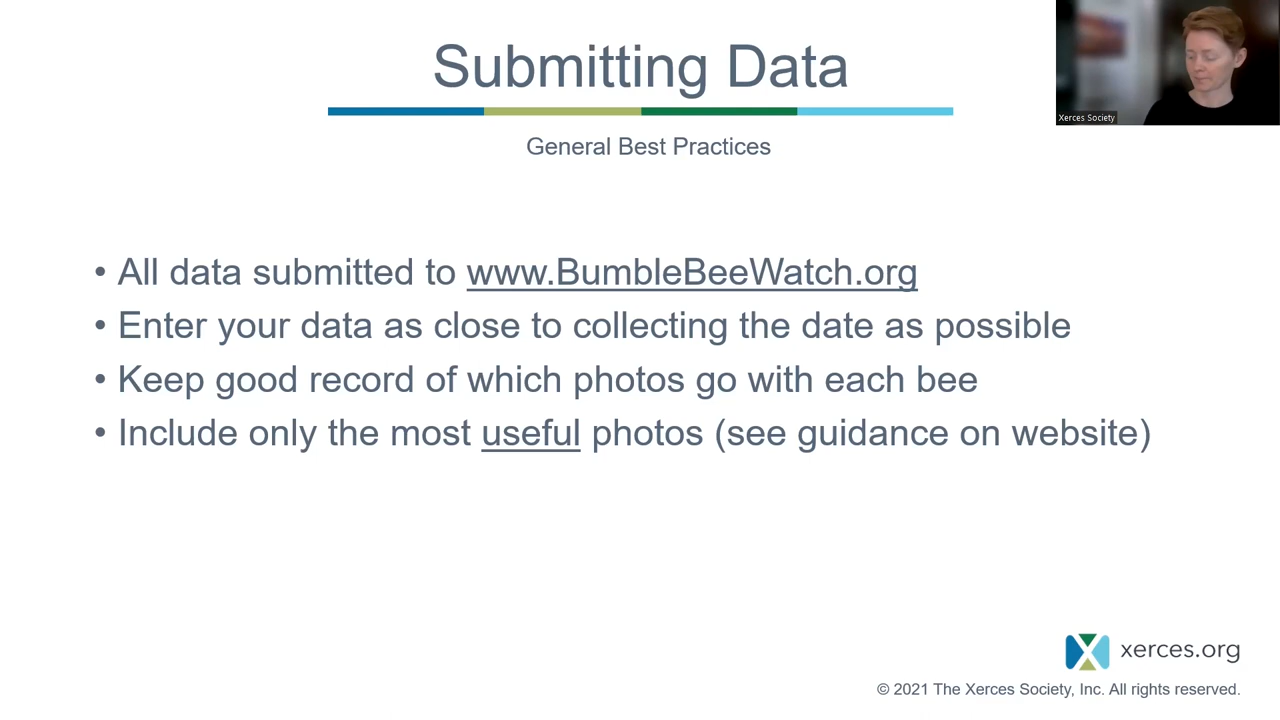 Submitting Data
Xerces Society
General Best Practices
• All data submitted to www.BumbleBeeWatch.org
• Enter your data as close to collecting the date as possible
• Keep good record of which photos go with each bee
• Include only the most useful photos (see guidance on website)
xerces.org
© 2021 The Xerces Society, Inc. All rights reserved.